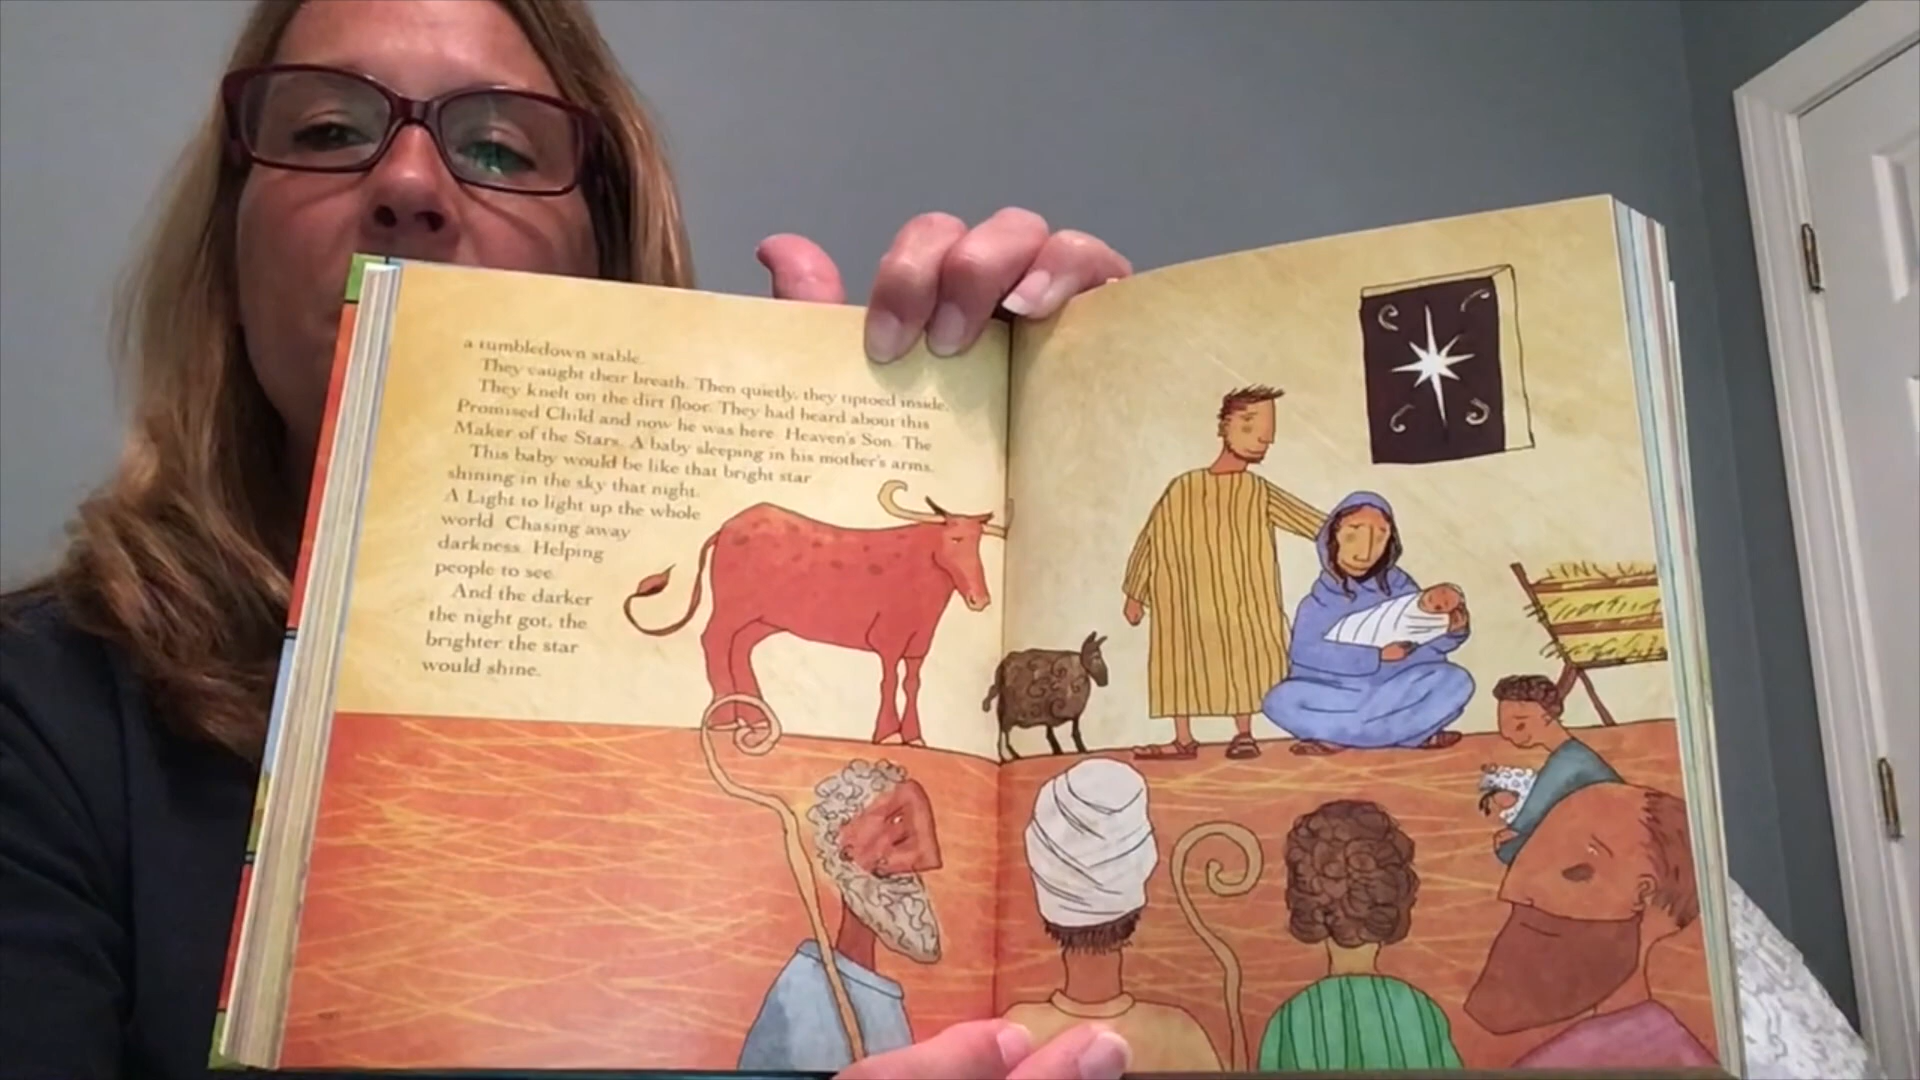 a tumbledown stable.
They caught their breath. Then quietly, they tiptoed inside.
They knelt on the dirt floor. They had heard about this
Promised Child and now he was here. Heaven's Son. The
Maker of the Stars. A baby sleeping in his mother's arms.
This baby would be like that bright star
shining in the sky that night.
A Light to light up the whole
world. Chasing away
darkness. Helping
people to see.
And the darker
the night got, the
brighter the star
would shine.